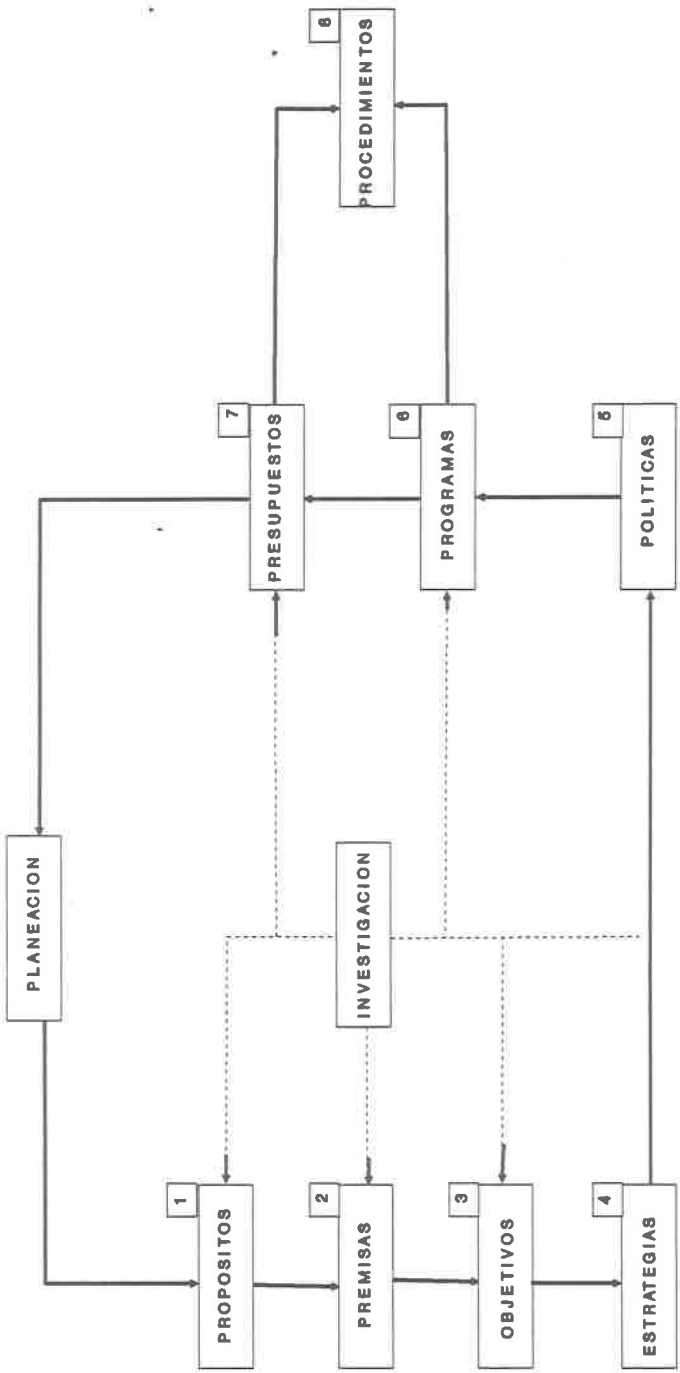 PLANEACION
1
PROPOSITOS
2
PREMISAS
3
OBJETIVOS
4
ESTRATEGIAS
INVESTIGACION
7
PRESUPUESTOS
6
PROGRAMAS
5
POLITICAS
8
PROCEDIMIENTOS